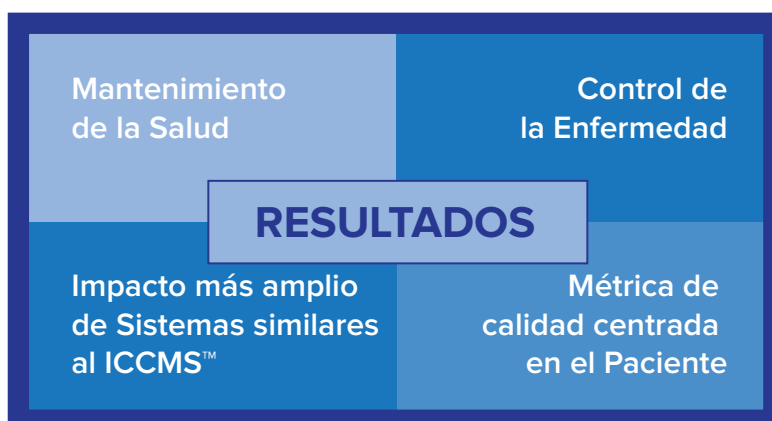 Mantenimiento
de la Salud
Control de
la Enfermedad
RESULTADOS
Impacto más amplio
de Sistemas similares
al ICCMS™
Métrica de
calidad centrada
en el Paciente